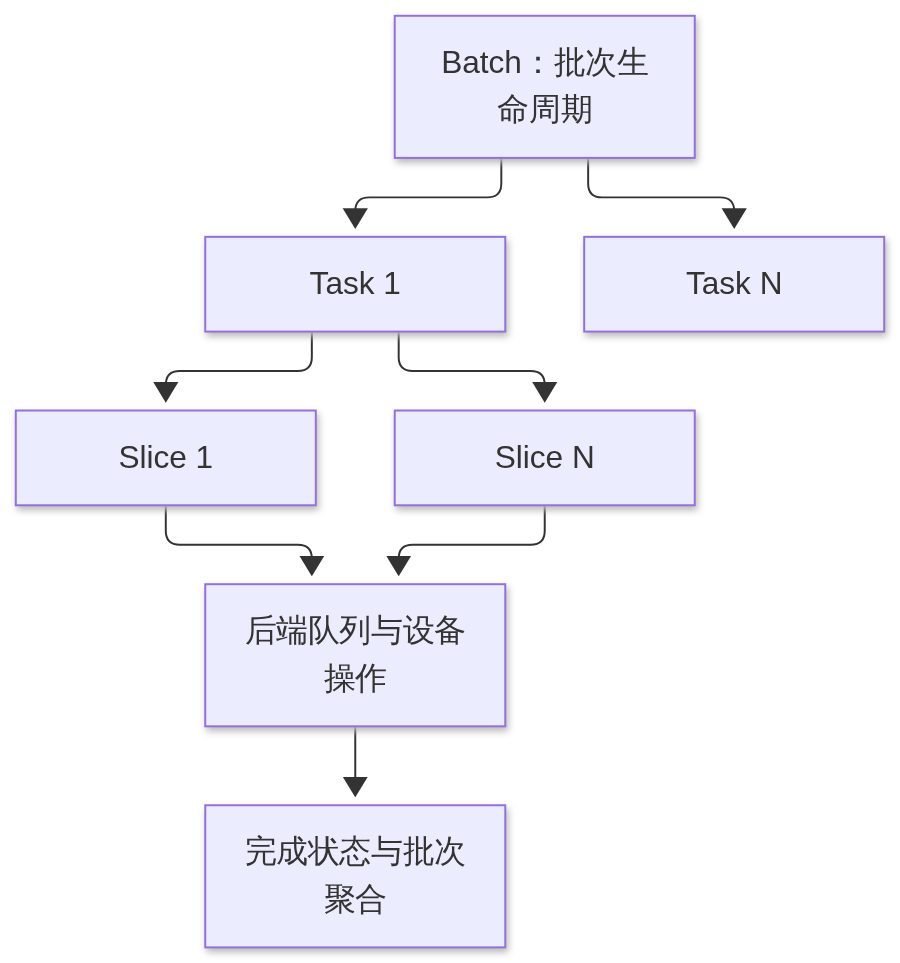 Batch：批次生
命周期
Task 1
Task N
Slice 1
Slice N
后端队列与设备
操作
完成状态与批次
聚合